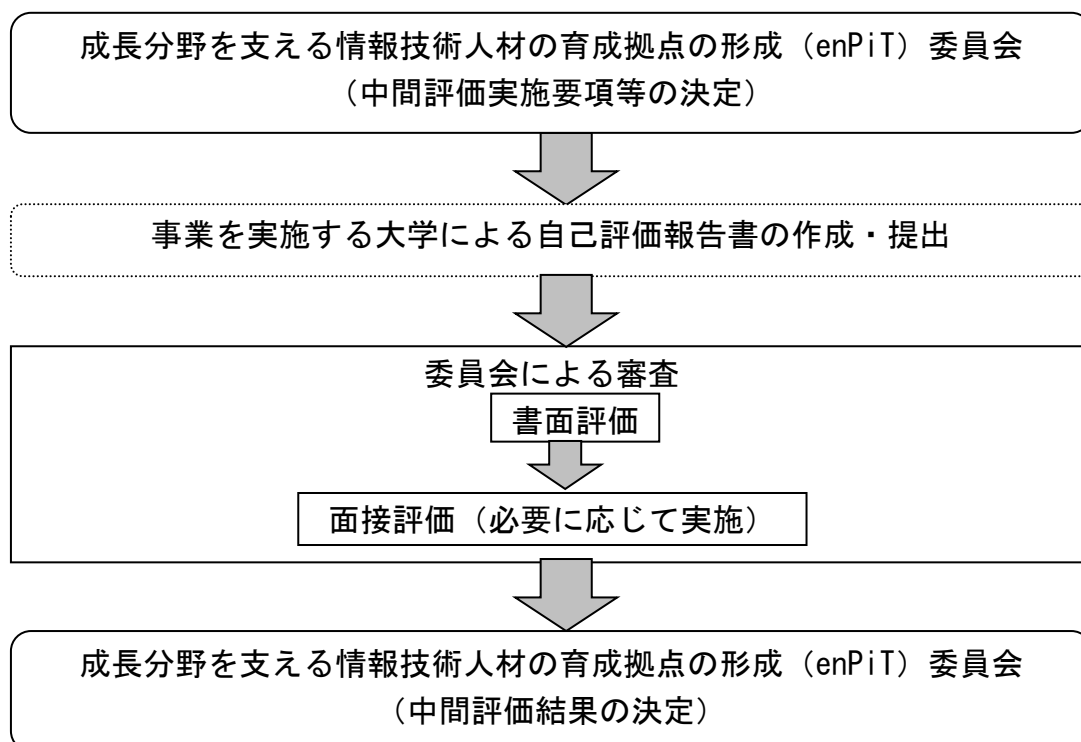 成長分野を支える情報技術人材の育成拠点の形成（enPiT）委員会
（中間評価実施要項等の決定）
事業を実施する大学による自己評価報告書の作成・提出
委員会による審査
書面評価
面接評価（必要に応じて実施）
成長分野を支える情報技術人材の育成拠点の形成（enPiT）委員会
（中間評価結果の決定）